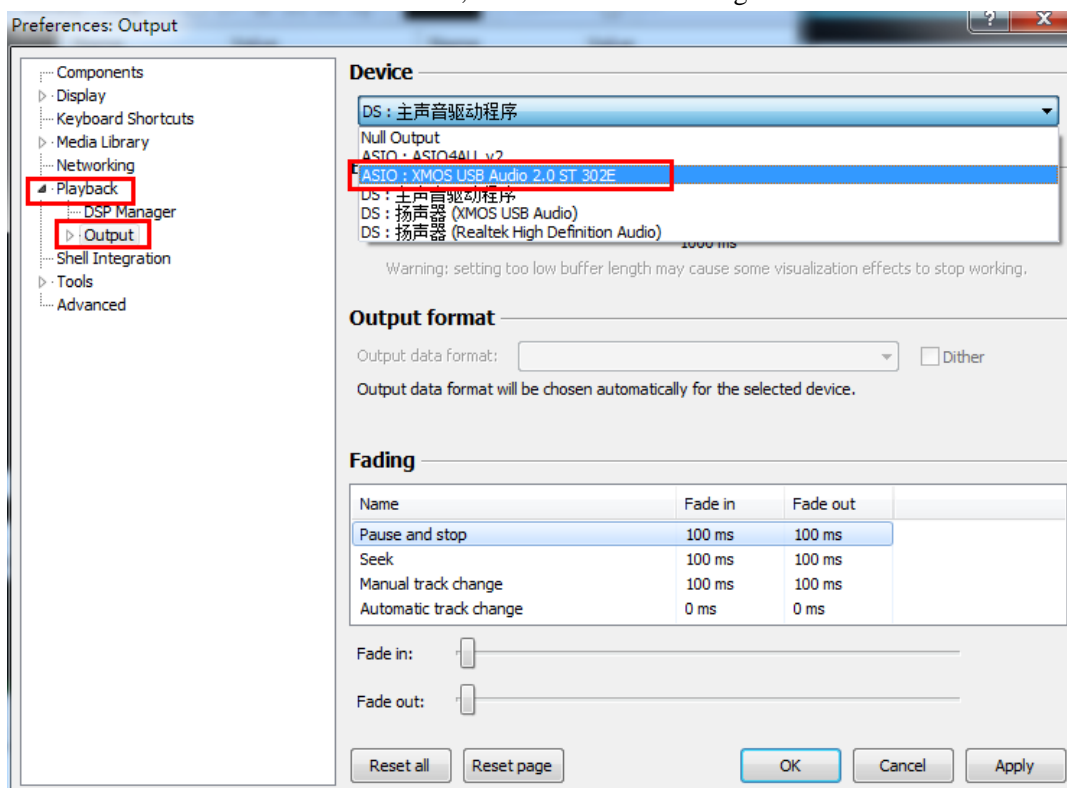 Preferences: Output
Components
Display
Keyboard Shortcuts
Media Library
Networking
Playback
DSP Manager
Output
Shell Integration
Tools
Advanced
Device
DS : 主声音驱动程序
Null Output
ASIO : ASIO4ALL v2
ASIO : XMOS USB Audio 2.0 ST 302E
DS : 主声音驱动程序
DS : 扬声器 (XMOS USB Audio)
DS : 扬声器 (Realtek High Definition Audio)
1000 ms
Warning: setting too low buffer length may cause some visualization effects to stop working.
Output format
Output data format:
Dither
Output data format will be chosen automatically for the selected device.
Fading
Name Fade in Fade out
Pause and stop 100 ms 100 ms
Seek 100 ms 100 ms
Manual track change 100 ms 100 ms
Automatic track change 0 ms 0 ms
Fade in:
Fade out:
Reset all Reset page OK Cancel Apply